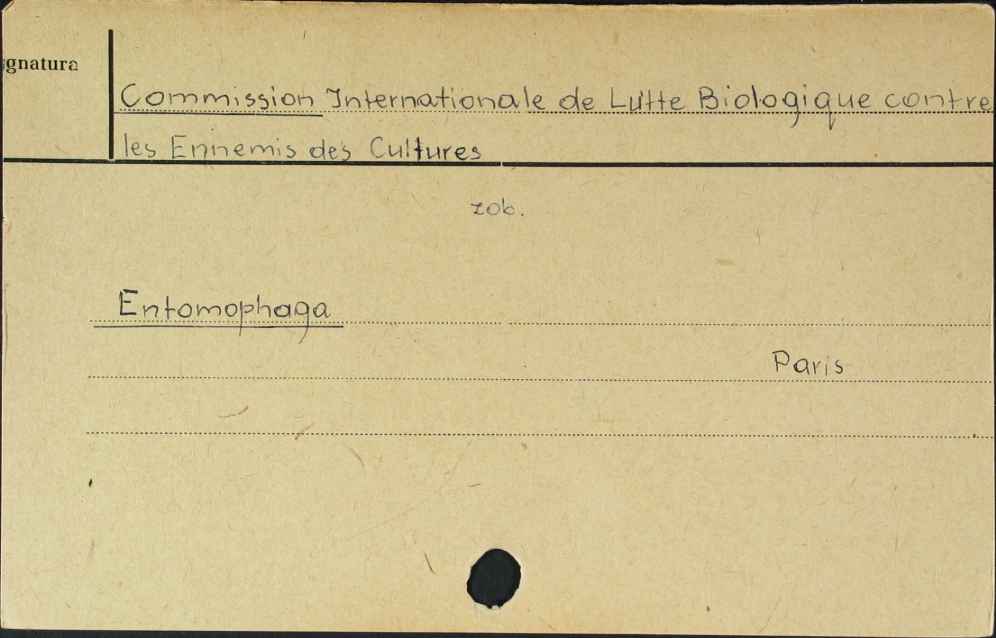 gnatura
Commission Internationale de Lutte Biologique contre
les Ennemis des Cultures
zob.
Entomophaga
Paris